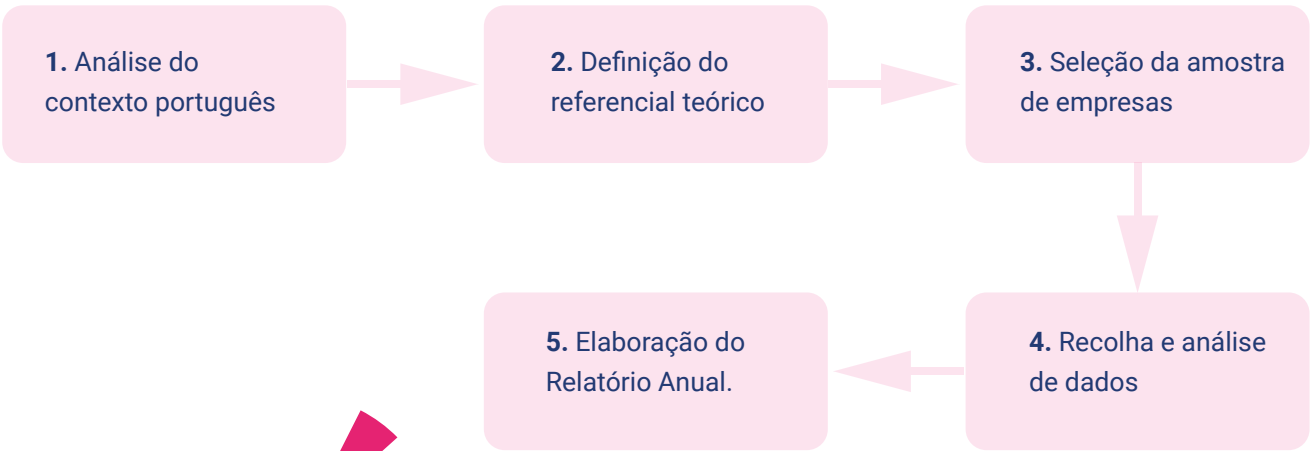 1. Análise do
contexto português
2. Definição do
referencial teórico
3. Seleção da amostra
de empresas
4. Recolha e análise
de dados
5. Elaboração do
Relatório Anual.